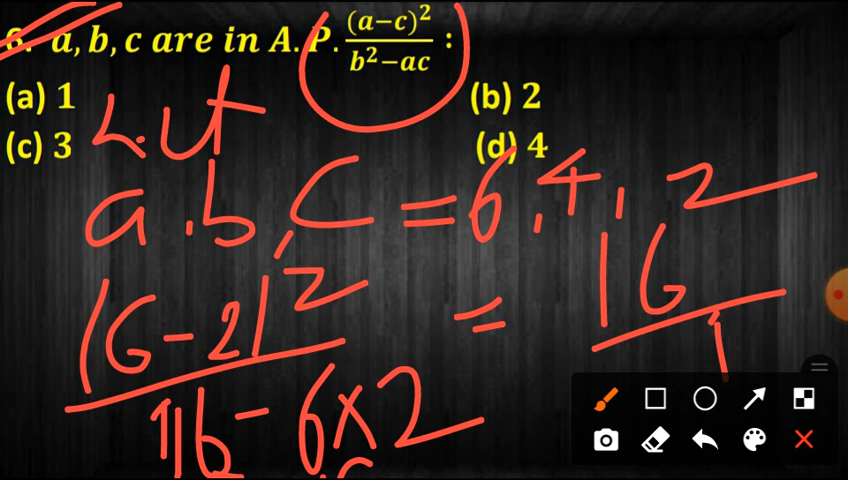 6. a, b, c are in A. P. (a−c)²/(b²−ac) :
(a) 1 (b) 2
(c) 3 (d) 4
Let
a, b, c = 6, 4, 2
(6-2)²/(16-6×2) = 16/